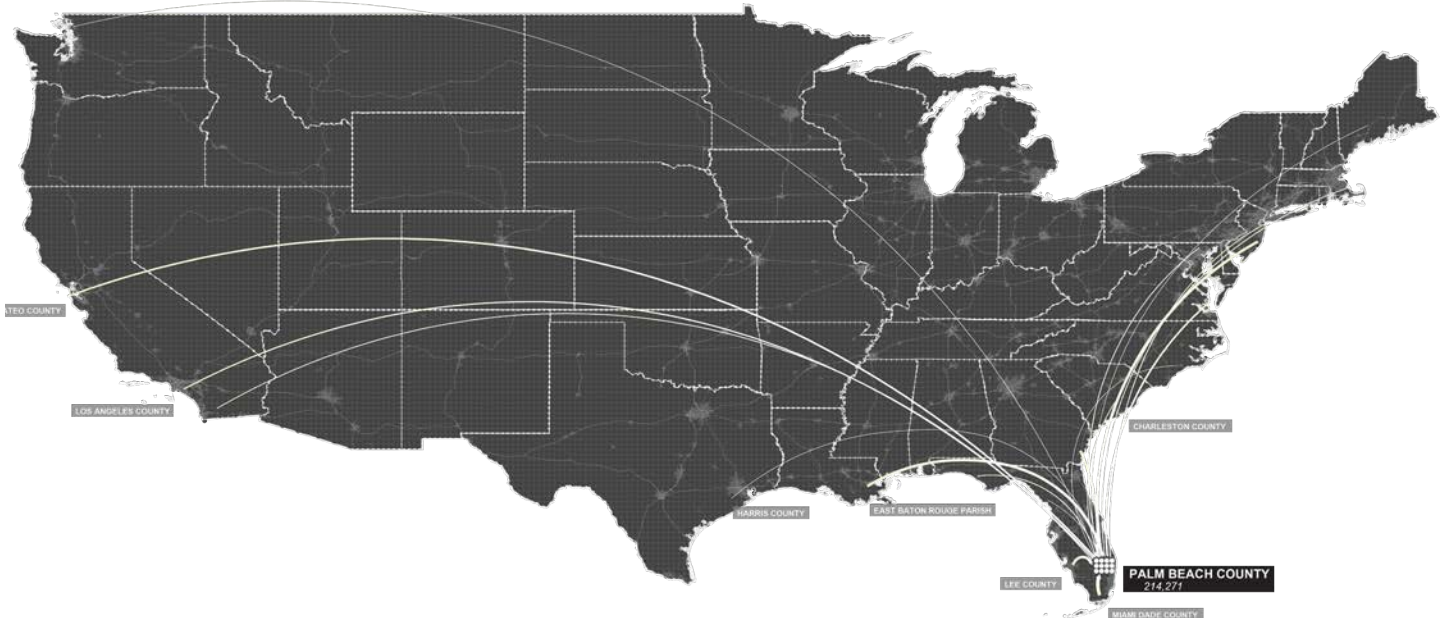 ATEO COUNTY
LOS ANGELES COUNTY
CHARLESTON COUNTY
HARRIS COUNTY
EAST BATON ROUGE PARISH
PALM BEACH COUNTY
214,271
LEE COUNTY
MIAMI DADE COUNTY